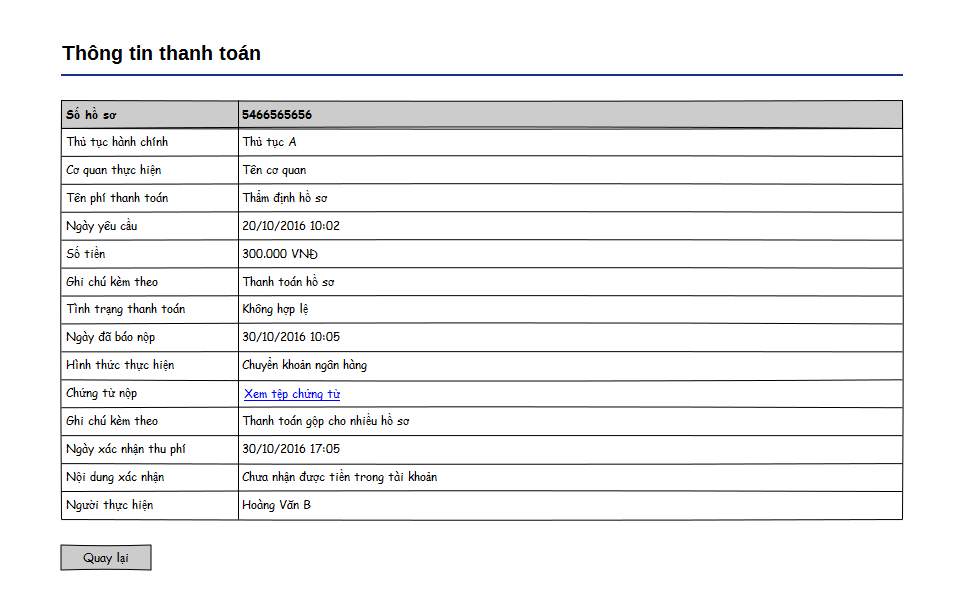 Thông tin thanh toán
Số hồ sơ 5466565656
Thủ tục hành chính Thủ tục A
Cơ quan thực hiện Tên cơ quan
Tên phí thanh toán Thẩm định hồ sơ
Ngày yêu cầu 20/10/2016 10:02
Số tiền 300.000 VNĐ
Ghi chú kèm theo Thanh toán hồ sơ
Tình trạng thanh toán Không hợp lệ
Ngày đã báo nộp 30/10/2016 10:05
Hình thức thực hiện Chuyển khoản ngân hàng
Chứng từ nộp Xem tệp chứng từ
Ghi chú kèm theo Thanh toán gộp cho nhiều hồ sơ
Ngày xác nhận thu phí 30/10/2016 17:05
Nội dung xác nhận Chưa nhận được tiền trong tài khoản
Người thực hiện Hoàng Văn B
Quay lại